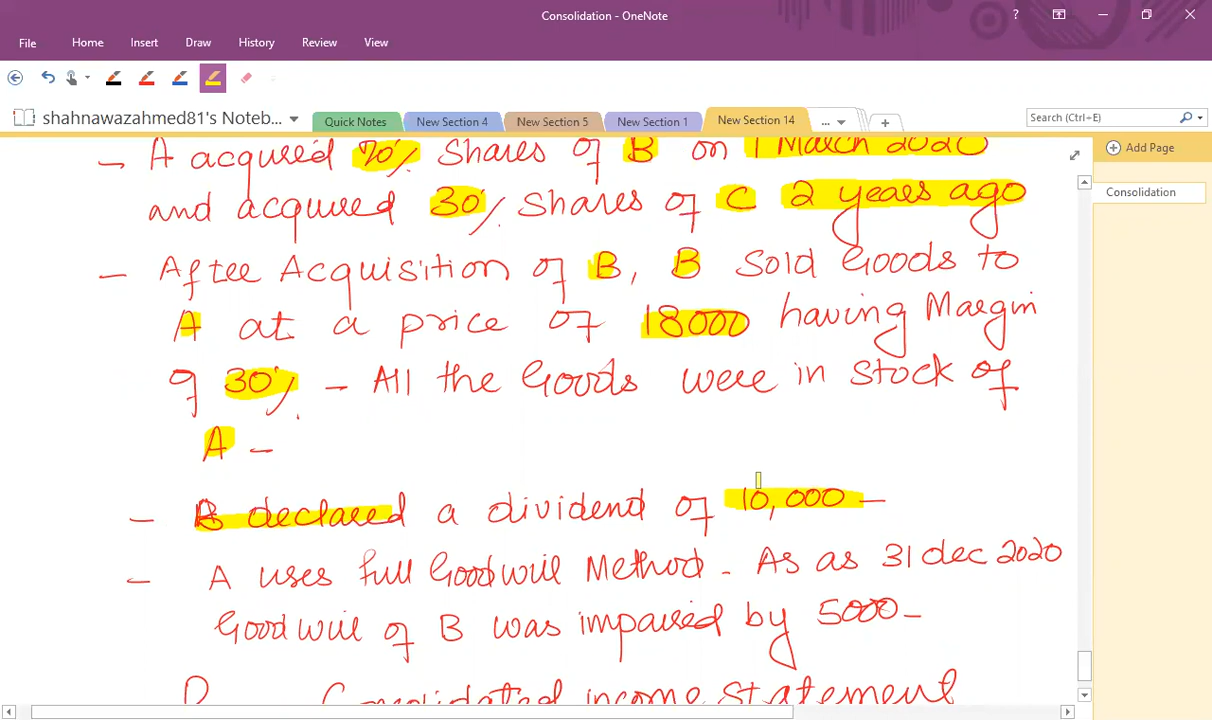 Consolidation - OneNote
?
File Home Insert Draw History Review View
shahnawazahmed81's Noteb... Quick Notes New Section 4 New Section 5 New Section 1 New Section 14 ... + Search (Ctrl+E)
Add Page
Consolidation
- A acquired 70% Shares of B on 1 March 2020
and acquired 30% Shares of C 2 years ago
- After Acquisition of B, B Sold Goods to
A at a price of 18000 having Margin
of 30% - All the Goods were in stock of
A -
- B declared a dividend of 10,000 -
- A uses full Goodwill Method - As as 31 dec 2020
Goodwill of B was impaired by 5000 -
Consolidated income statement